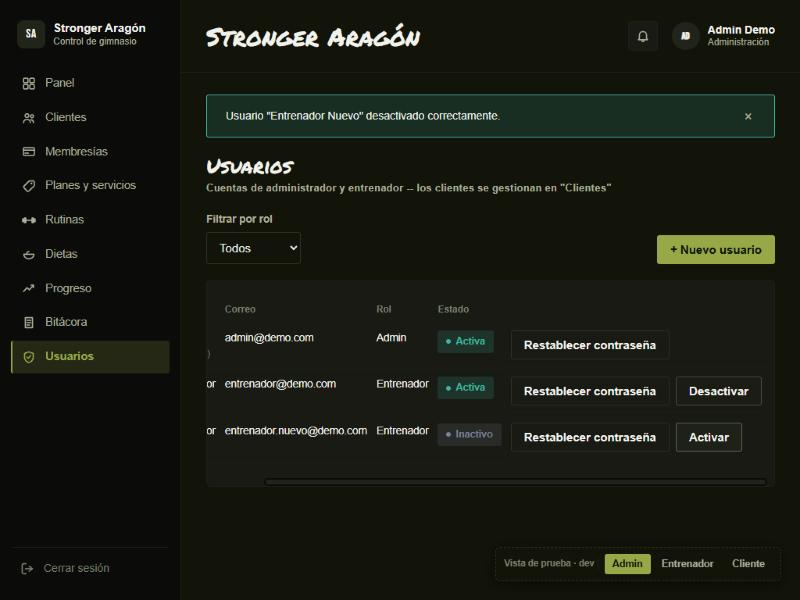 SA
Stronger Aragón
Control de gimnasio
Panel
Clientes
Membresías
Planes y servicios
Rutinas
Dietas
Progreso
Bitácora
Usuarios
Cerrar sesión
Stronger Aragón
AD
Admin Demo
Administración
Usuario "Entrenador Nuevo" desactivado correctamente. ×
Usuarios
Cuentas de administrador y entrenador -- los clientes se gestionan en "Clientes"
Filtrar por rol
Todos
+ Nuevo usuario
Correo Rol Estado
admin@demo.com Admin • Activa Restablecer contraseña
)
or entrenador@demo.com Entrenador • Activa Restablecer contraseña Desactivar
or entrenador.nuevo@demo.com Entrenador • Inactivo Restablecer contraseña Activar
Vista de prueba · dev Admin Entrenador Cliente